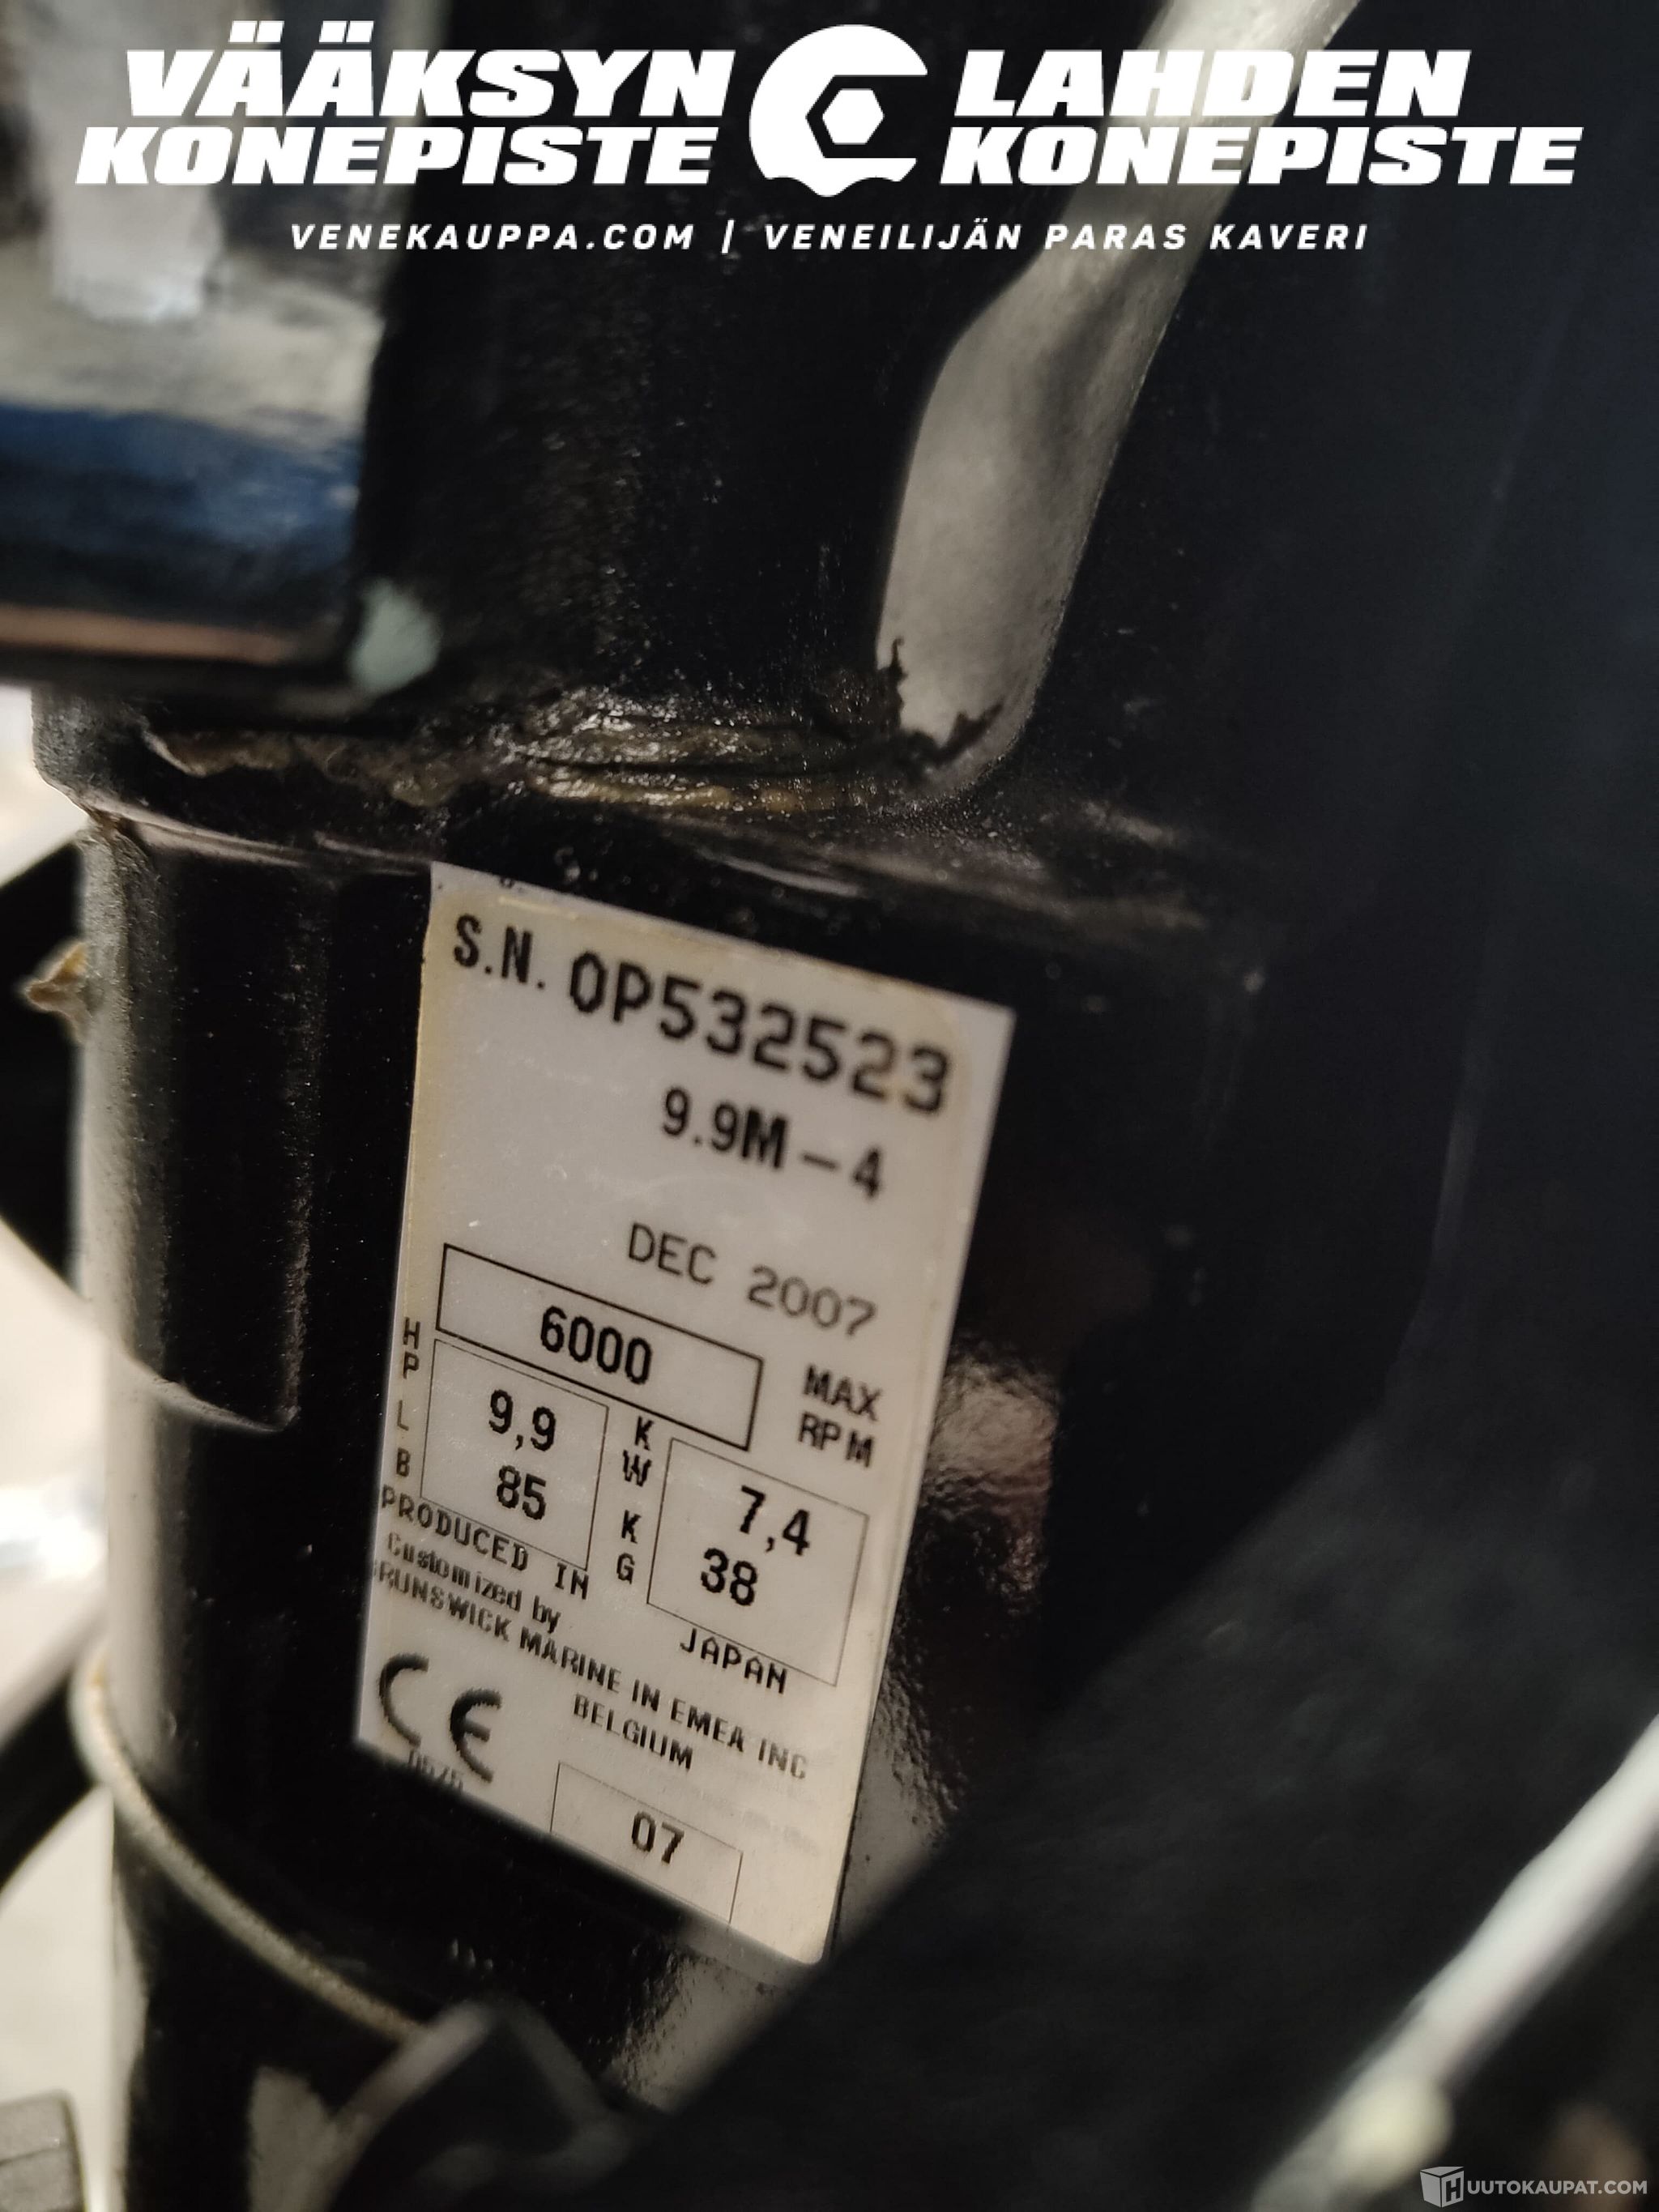 VÄÄKSYN KONEPISTE
LAHDEN KONEPISTE
VENEKAUPPA.COM | VENEILIJÄN PARAS KAVERI
S.N. 0P532523
9.9M-4
DEC 2007
6000 MAX RPM
HP 9,9 KW 7,4
LB 85 KG 38
PRODUCED IN JAPAN
Customized by
BRUNSWICK MARINE IN EMEA INC
BELGIUM
CE
07
HUUTOKAUPAT.COM